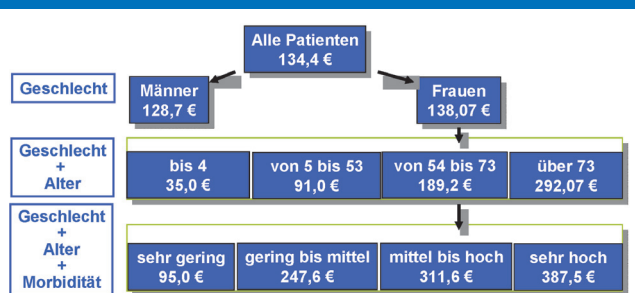 Alle Patienten
134,4 €
Geschlecht
Männer
128,7 €
Frauen
138,07 €
Geschlecht
+
Alter
bis 4
35,0 €
von 5 bis 53
91,0 €
von 54 bis 73
189,2 €
über 73
292,07 €
Geschlecht
+
Alter
+
Morbidität
sehr gering
95,0 €
gering bis mittel
247,6 €
mittel bis hoch
311,6 €
sehr hoch
387,5 €